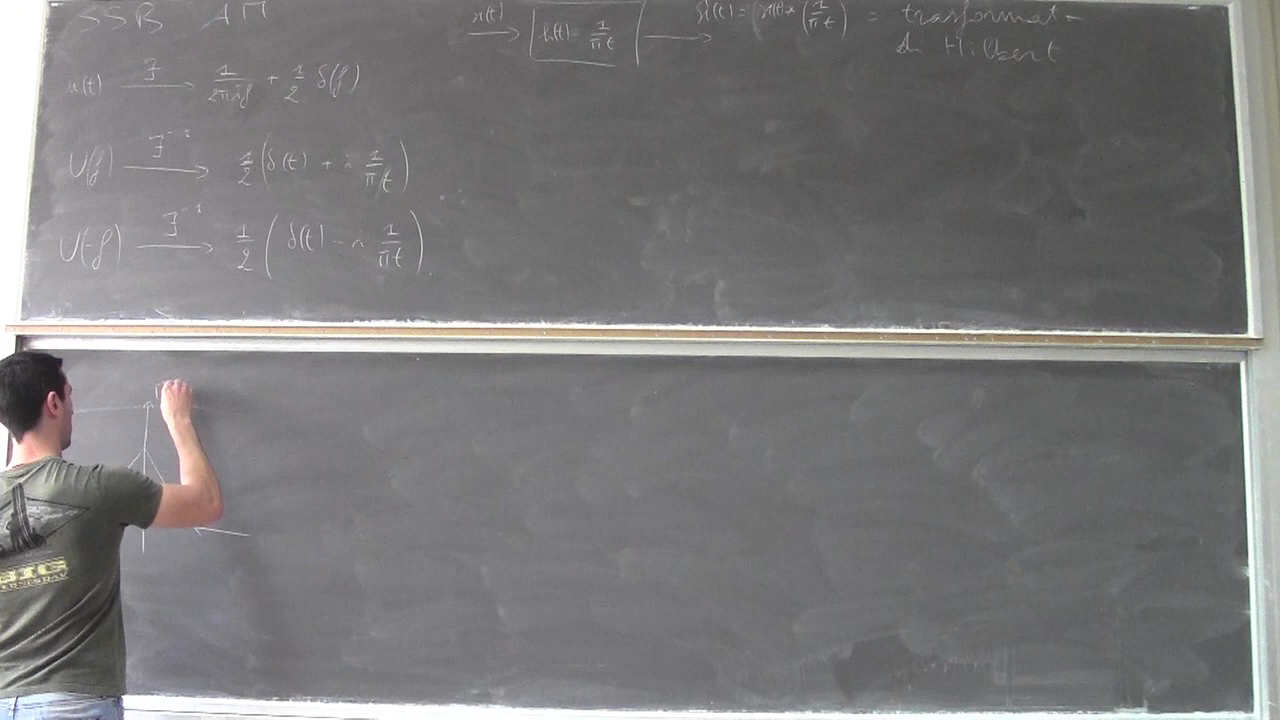 SSB AM
x(t) → h(t) = 1/πt → x̂(t) = (x(t) * (1/πt)) = trasformata
di Hilbert
u(t) —ℱ→ 1/2πjf + 1/2 δ(f)
U(f) —ℱ⁻¹→ 1/2 (δ(t) + j 1/πt)
U(-f) —ℱ⁻¹→ 1/2 (δ(t) - j 1/πt)
BIG